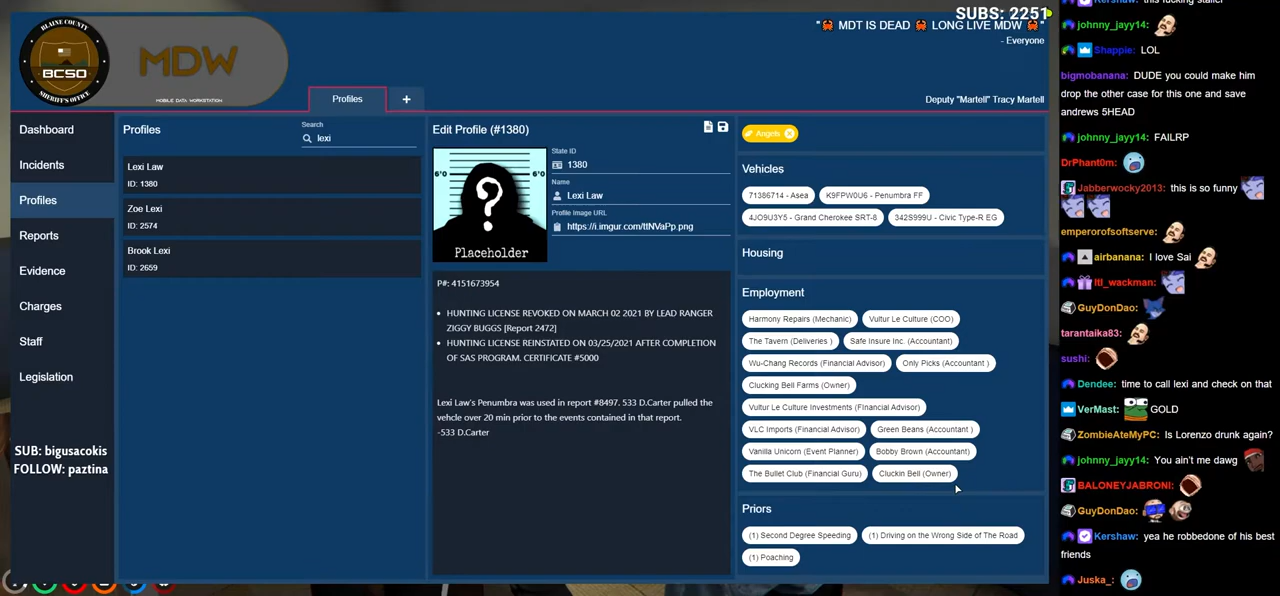 SUBS: 2251
BLAINE COUNTY
BCSO
SHERIFF'S OFFICE
MDW
MOBILE DATA WORKSTATION
" MDT IS DEAD LONG LIVE MDW "
- Everyone
Profiles
+
Deputy "Martell" Tracy Martell
Dashboard
Incidents
Profiles
Reports
Evidence
Charges
Staff
Legislation
SUB: bigusacokis
FOLLOW: paztina
Profiles
Search
lexi
Lexi Law
ID: 1380
Zoe Lexi
ID: 2574
Brook Lexi
ID: 2659
Edit Profile (#1380)
6'0 6'0
Placeholder
State ID
1380
Name
Lexi Law
Profile Image URL
https://i.imgur.com/ttNVaPp.png
P#: 4151673954
• HUNTING LICENSE REVOKED ON MARCH 02 2021 BY LEAD RANGER
ZIGGY BUGGS [Report 2472]
• HUNTING LICENSE REINSTATED ON 03/25/2021 AFTER COMPLETION
OF SAS PROGRAM. CERTIFICATE #5000
Lexi Law's Penumbra was used in report #8497. 533 D.Carter pulled the
vehcle over 20 min prior to the events contained in that report.
-533 D.Carter
Angels
Vehicles
71386714 - Asea K9FPW0U6 - Penumbra FF
4JO9U3Y5 - Grand Cherokee SRT-8 342S999U - Civic Type-R EG
Housing
Employment
Harmony Repairs (Mechanic) Vultur Le Culture (COO)
The Tavern (Deliveries ) Safe Insure Inc. (Accountant)
Wu-Chang Records (Financial Advisor) Only Picks (Accountant )
Clucking Bell Farms (Owner)
Vultur Le Culture Investments (Financial Advisor)
VLC Imports (Financial Advisor) Green Beans (Accountant )
Vanilla Unicorn (Event Planner) Bobby Brown (Accountant)
The Bullet Club (Financial Guru) Cluckin Bell (Owner)
Priors
(1) Second Degree Speeding (1) Driving on the Wrong Side of The Road
(1) Poaching
Kershaw: this fucking staller
johnny_jayy14:
Shappie: LOL
bigmobanana: DUDE you could make him
drop the other case for this one and save
andrews 5HEAD
johnny_jayy14: FAILRP
DrPhant0m:
Jabberwocky2013: this is so funny
emperorofsoftserve:
airbanana: I love Sai
ltl_wackman:
GuyDonDao:
tarantaika83:
sushi:
Dendee: time to call lexi and check on that
VerMast: GOLD
ZombieAteMyPC: Is Lorenzo drunk again?
johnny_jayy14: You ain't me dawg
BALONEYJABRONI:
GuyDonDao:
Kershaw: yea he robbedone of his best
friends
Juska_: